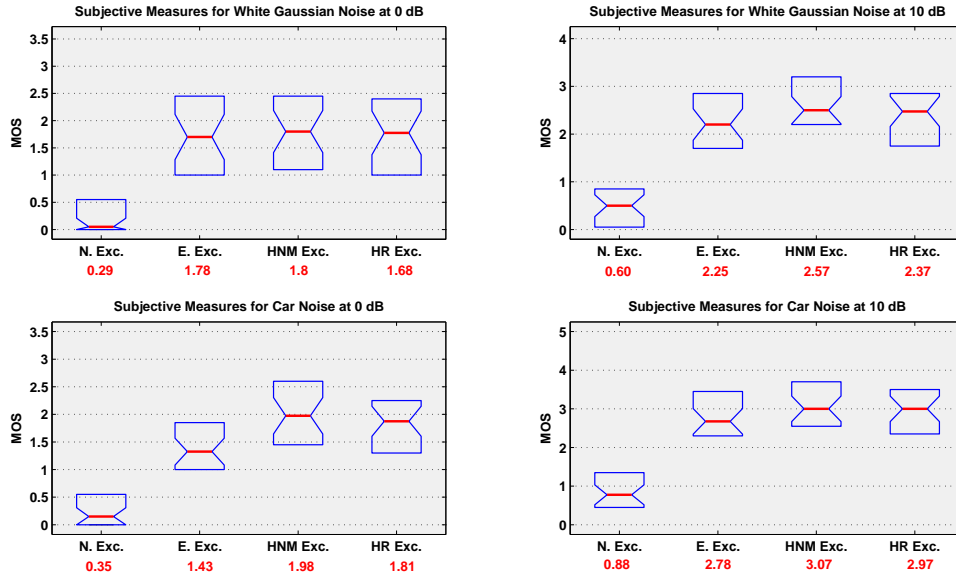 Subjective Measures for White Gaussian Noise at 0 dB
3.5
3
2.5
2
1.5
1
0.5
0
MOS
N. Exc. E. Exc. HNM Exc. HR Exc.
0.29 1.78 1.8 1.68
Subjective Measures for White Gaussian Noise at 10 dB
4
3
2
1
0
MOS
N. Exc. E. Exc. HNM Exc. HR Exc.
0.60 2.25 2.57 2.37
Subjective Measures for Car Noise at 0 dB
3.5
3
2.5
2
1.5
1
0.5
0
MOS
N. Exc. E. Exc. HNM Exc. HR Exc.
0.35 1.43 1.98 1.81
Subjective Measures for Car Noise at 10 dB
5
4
3
2
1
0
MOS
N. Exc. E. Exc. HNM Exc. HR Exc.
0.88 2.78 3.07 2.97